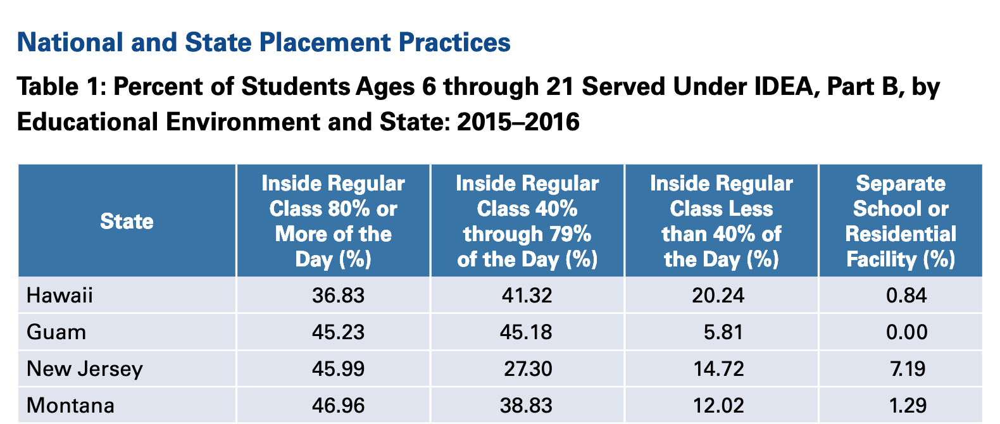 National and State Placement Practices
Table 1: Percent of Students Ages 6 through 21 Served Under IDEA, Part B, by
Educational Environment and State: 2015–2016
State
Inside Regular
Class 80% or
More of the
Day (%)
Inside Regular
Class 40%
through 79%
of the Day (%)
Inside Regular
Class Less
than 40% of
the Day (%)
Separate
School or
Residential
Facility (%)
Hawaii 36.83 41.32 20.24 0.84
Guam 45.23 45.18 5.81 0.00
New Jersey 45.99 27.30 14.72 7.19
Montana 46.96 38.83 12.02 1.29